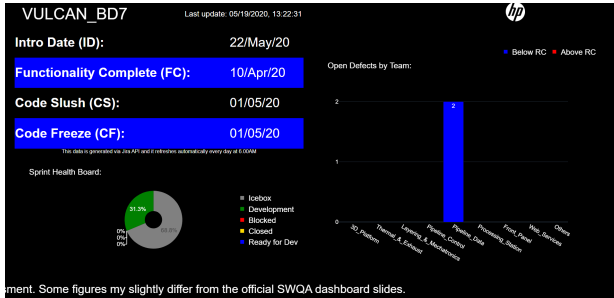 VULCAN_BD7
Last update: 05/19/2020, 13:22:31
hp
Intro Date (ID): 22/May/20
Functionality Complete (FC): 10/Apr/20
Code Slush (CS): 01/05/20
Code Freeze (CF): 01/05/20
This data is generated via Jira API and it refreshes automatically every day at 6:00AM
Sprint Health Board:
31.3%
68.8%
0%
0%
0%
Icebox
Development
Blocked
Closed
Ready for Dev
Below RC Above RC
Open Defects by Team:
2
2
1
0
3D_Platform
Thermal_&_Exhaust
Layering_&_Mechatronics
Pipeline_Control
Pipeline_Data
Processing_Station
Front_Panel
Web_Services
Others
sment. Some figures my slightly differ from the official SWQA dashboard slides.